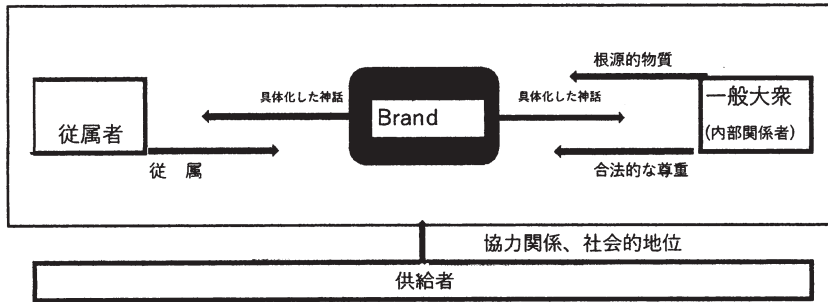 根源的物質
具体化した神話
具体化した神話
一般大衆
(内部関係者)
Brand
従属者
従　属
合法的な尊重
協力関係、社会的地位
供給者